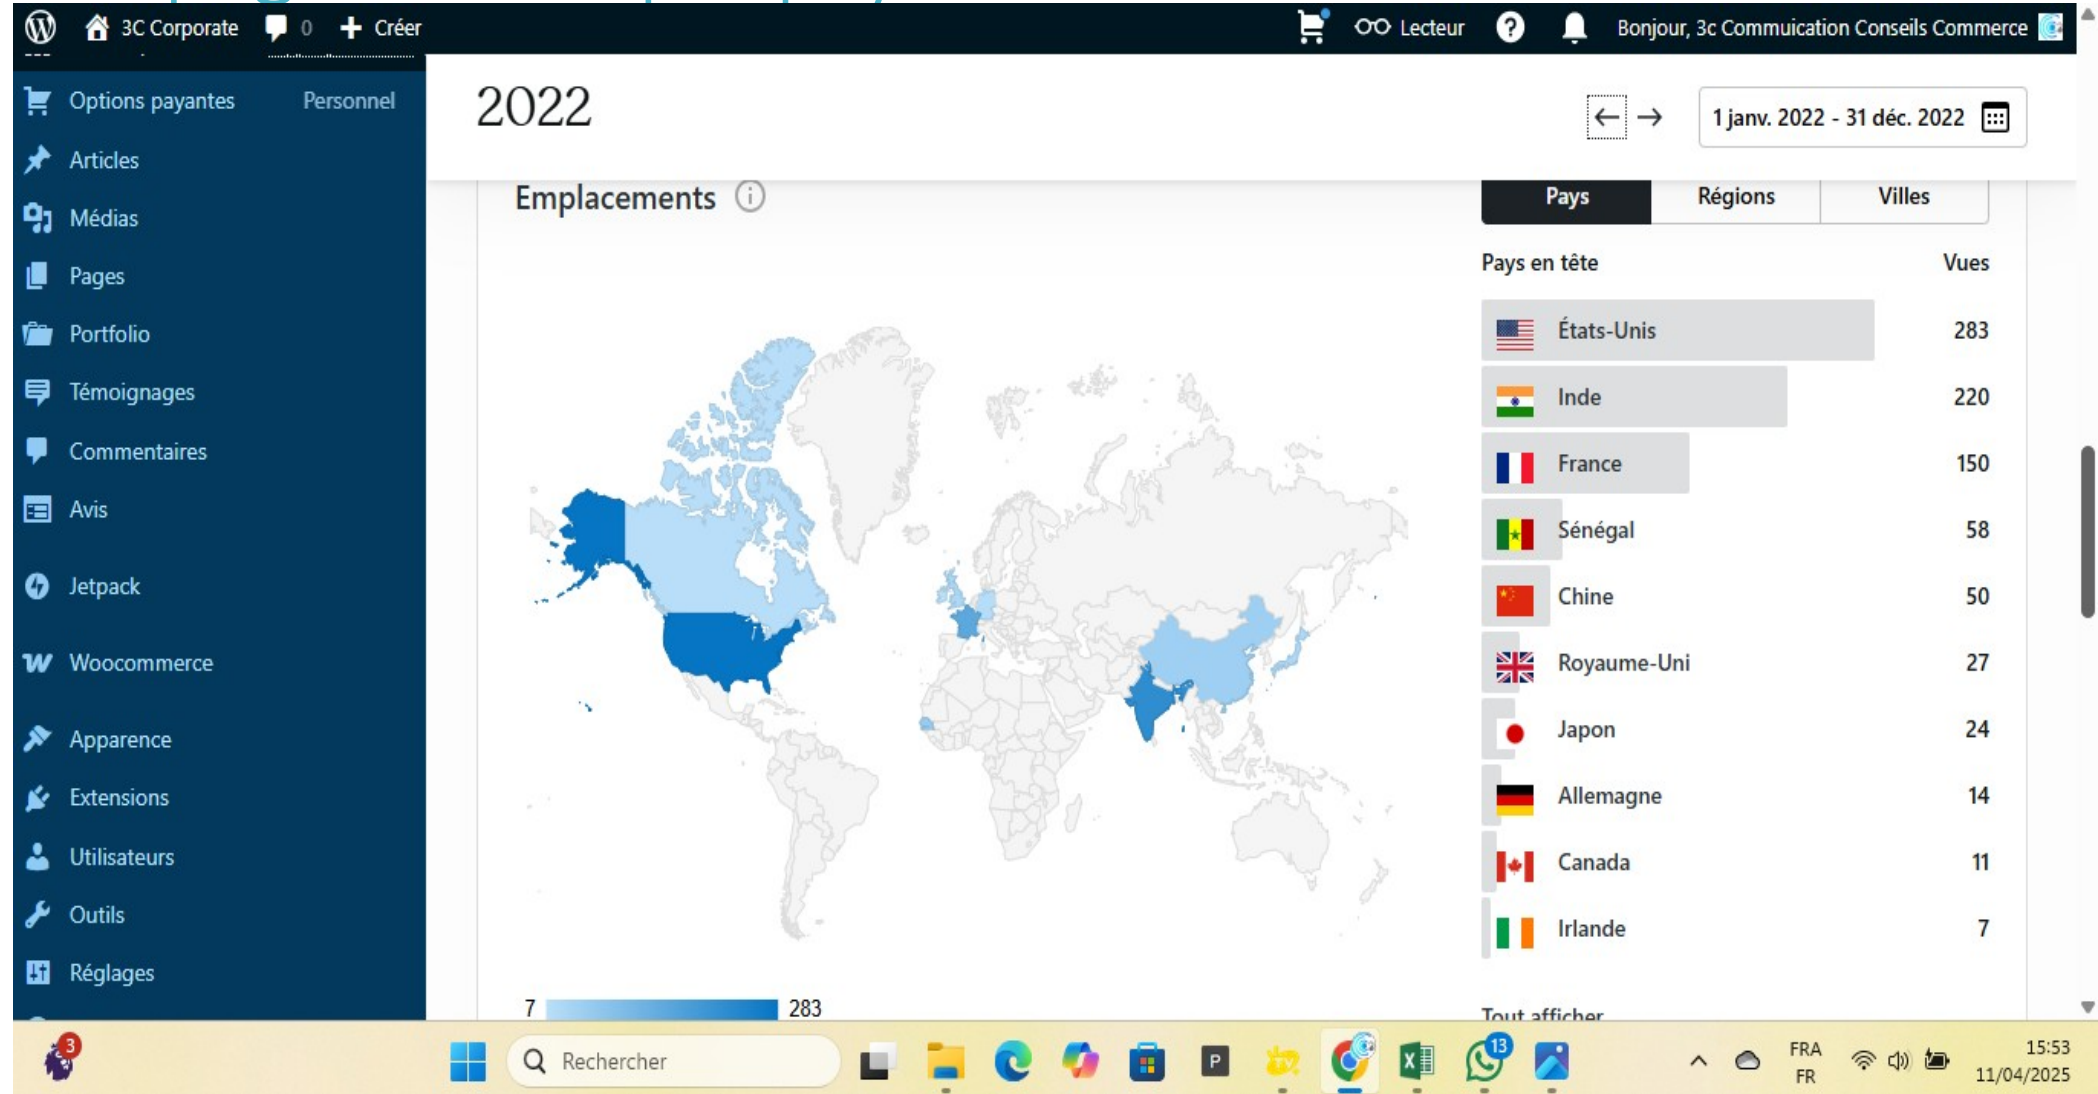 3C Corporate 0 Créer Lecteur Bonjour, 3c Commuication Conseils Commerce
Options payantes Personnel
Articles
Médias
Pages
Portfolio
Témoignages
Commentaires
Avis
Jetpack
Woocommerce
Apparence
Extensions
Utilisateurs
Outils
Réglages
2022
1 janv. 2022 - 31 déc. 2022
Emplacements
Pays Régions Villes
Pays en tête Vues
États-Unis 283
Inde 220
France 150
Sénégal 58
Chine 50
Royaume-Uni 27
Japon 24
Allemagne 14
Canada 11
Irlande 7
7 283
Tout afficher
3
Rechercher
13
FRA
FR
15:53
11/04/2025